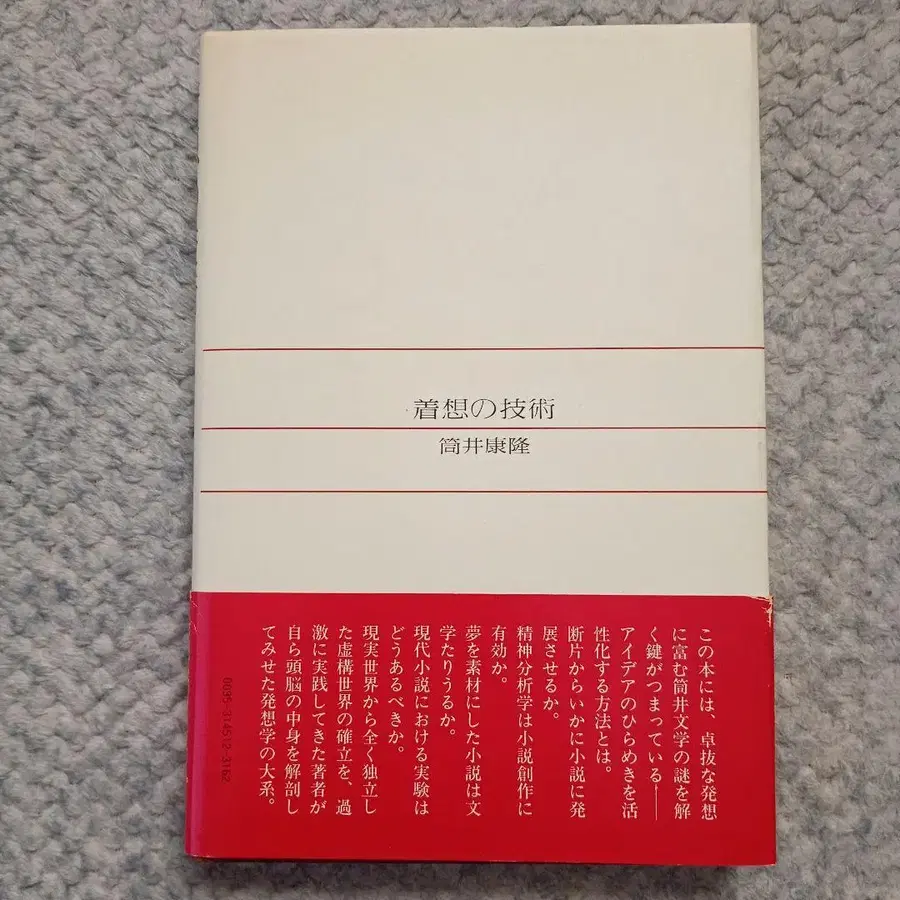 着想の技術
筒井康隆
この本には、卓抜な発想
に富む筒井文学の謎を解
く鍵がつまっている――
アイデアのひらめきを活
性化する方法とは。
断片からいかに小説に発
展させるか。
精神分析学は小説創作に
有効か。
夢を素材にした小説は文
学たりうるか。
現代小説における実験は
どうあるべきか。
現実世界から全く独立し
た虚構世界の確立を、過
激に実践してきた著者が
自ら頭脳の中身を解剖し
てみせた発想学の大系。
0095-314512-3162